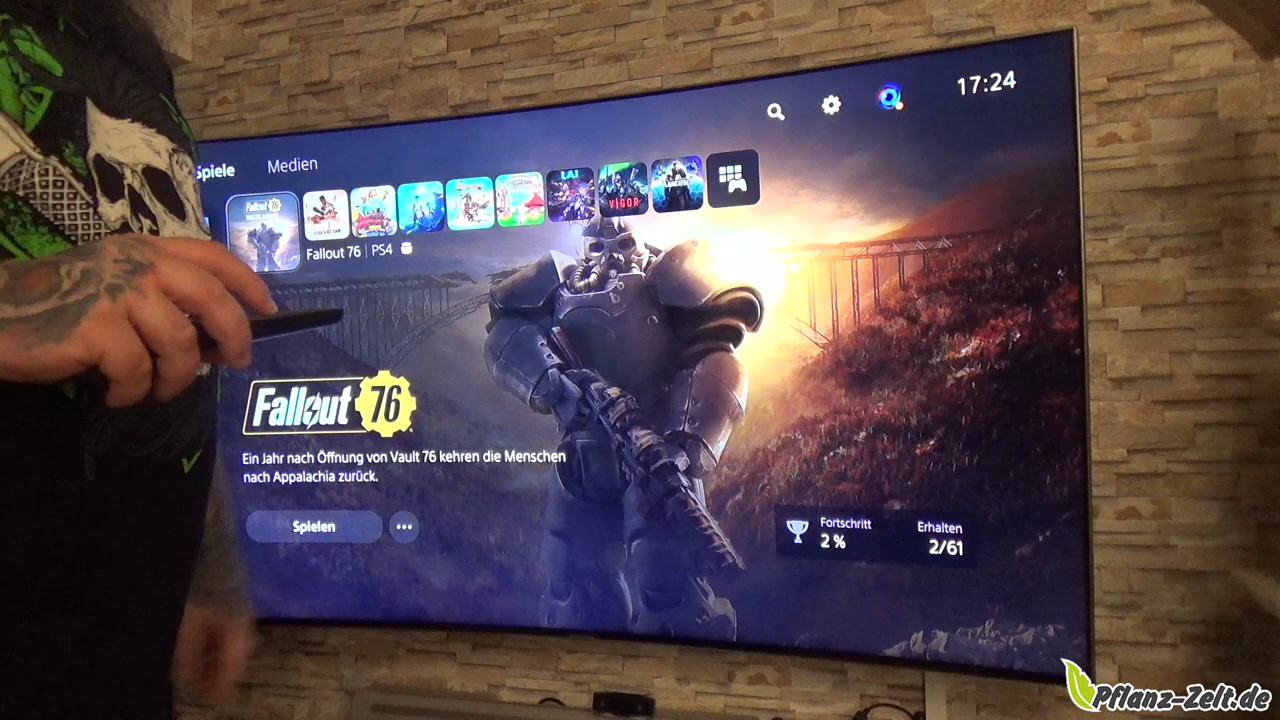 17:24
Spiele
Medien
LAI
VIGOR
Fallout 76 | PS4
Fallout 76
Ein Jahr nach Öffnung von Vault 76 kehren die Menschen
nach Appalachia zurück.
Spielen
Fortschritt
Erhalten
2 %
2/61
Pflanz-Zelt.de